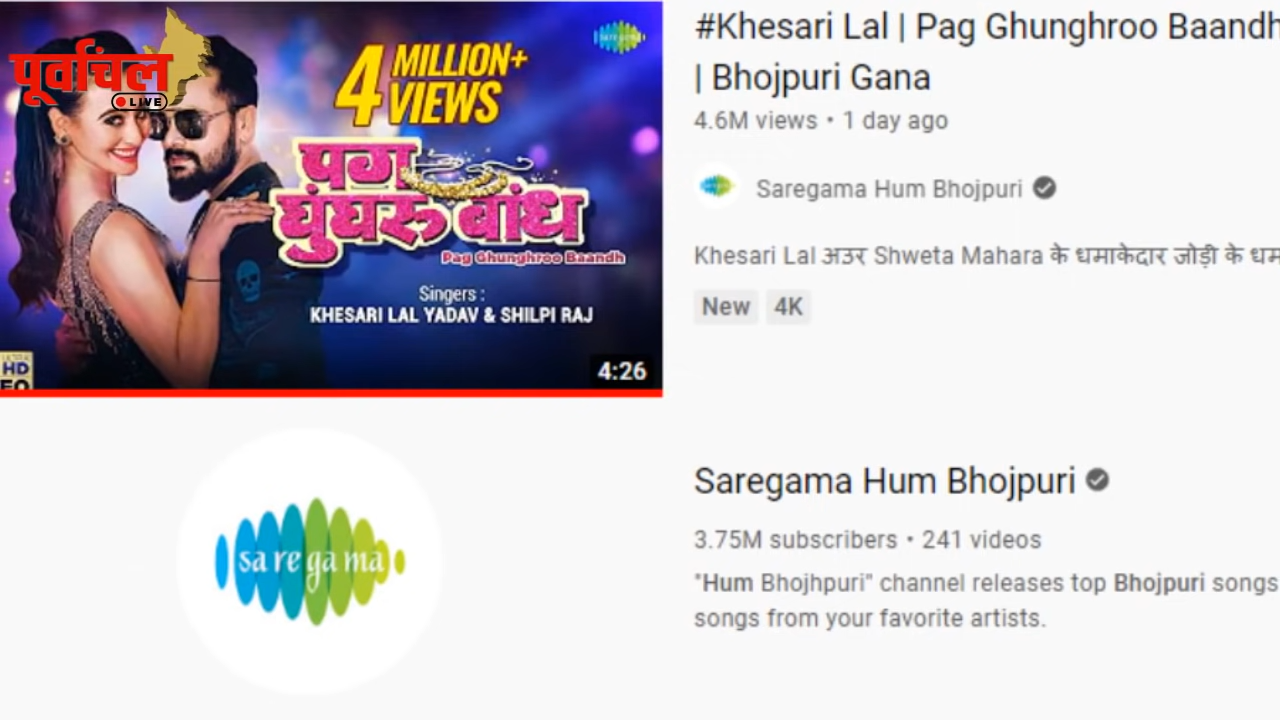 पूर्वांचल
LIVE
saregama
4 MILLION+
VIEWS
पग
घुंघरू बांध
Pag Ghunghroo Baandh
Singers :
KHESARI LAL YADAV & SHILPI RAJ
HD
4:26
#Khesari Lal | Pag Ghunghroo Baandh
| Bhojpuri Gana
4.6M views • 1 day ago
Saregama Hum Bhojpuri
Khesari Lal अउर Shweta Mahara के धमाकेदार जोड़ी के
New 4K
sa re ga ma
Saregama Hum Bhojpuri
3.75M subscribers • 241 videos
"Hum Bhojhpuri" channel releases top Bhojpuri songs
songs from your favorite artists.